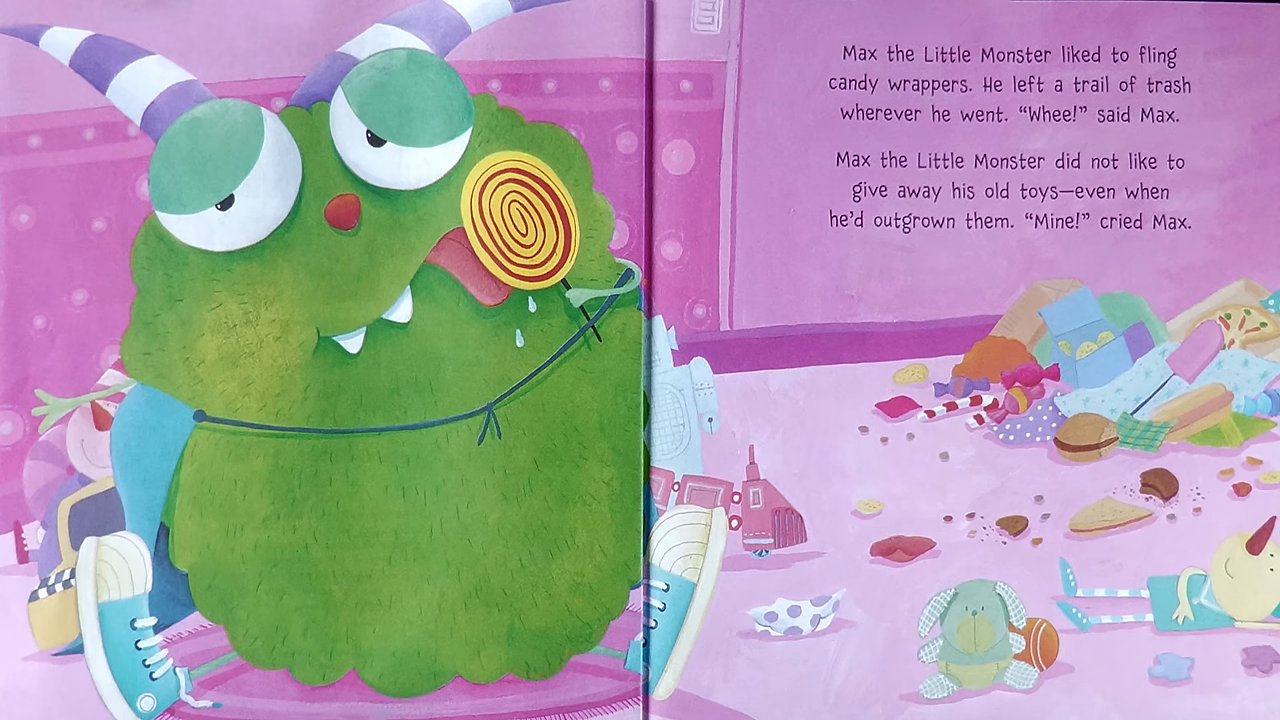 Max the Little Monster liked to fling
candy wrappers. He left a trail of trash
wherever he went. “Whee!” said Max.
Max the Little Monster did not like to
give away his old toys—even when
he’d outgrown them. “Mine!” cried Max.